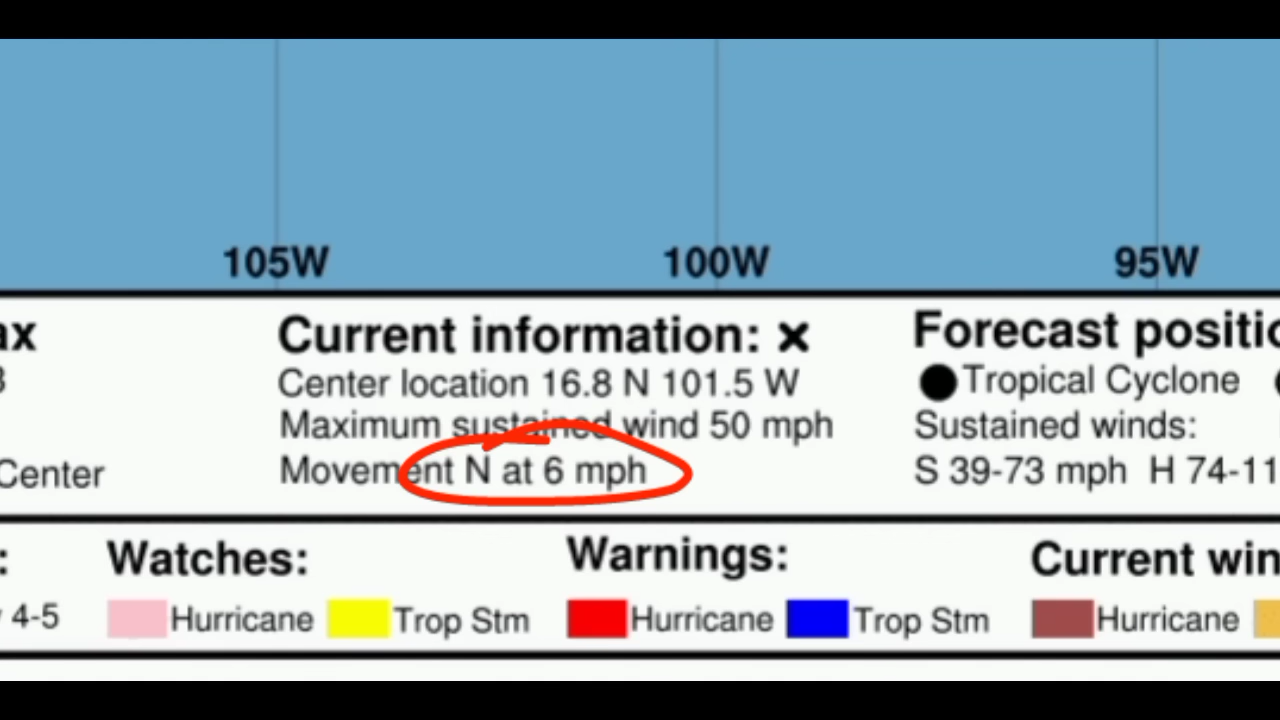 105W 100W 95W
ax Current information: × Forecast positio
Center location 16.8 N 101.5 W Tropical Cyclone
Maximum sustained wind 50 mph Sustained winds:
Center Movement N at 6 mph S 39-73 mph H 74-11
: Watches: Warnings: Current win
4-5 Hurricane Trop Stm Hurricane Trop Stm Hurricane